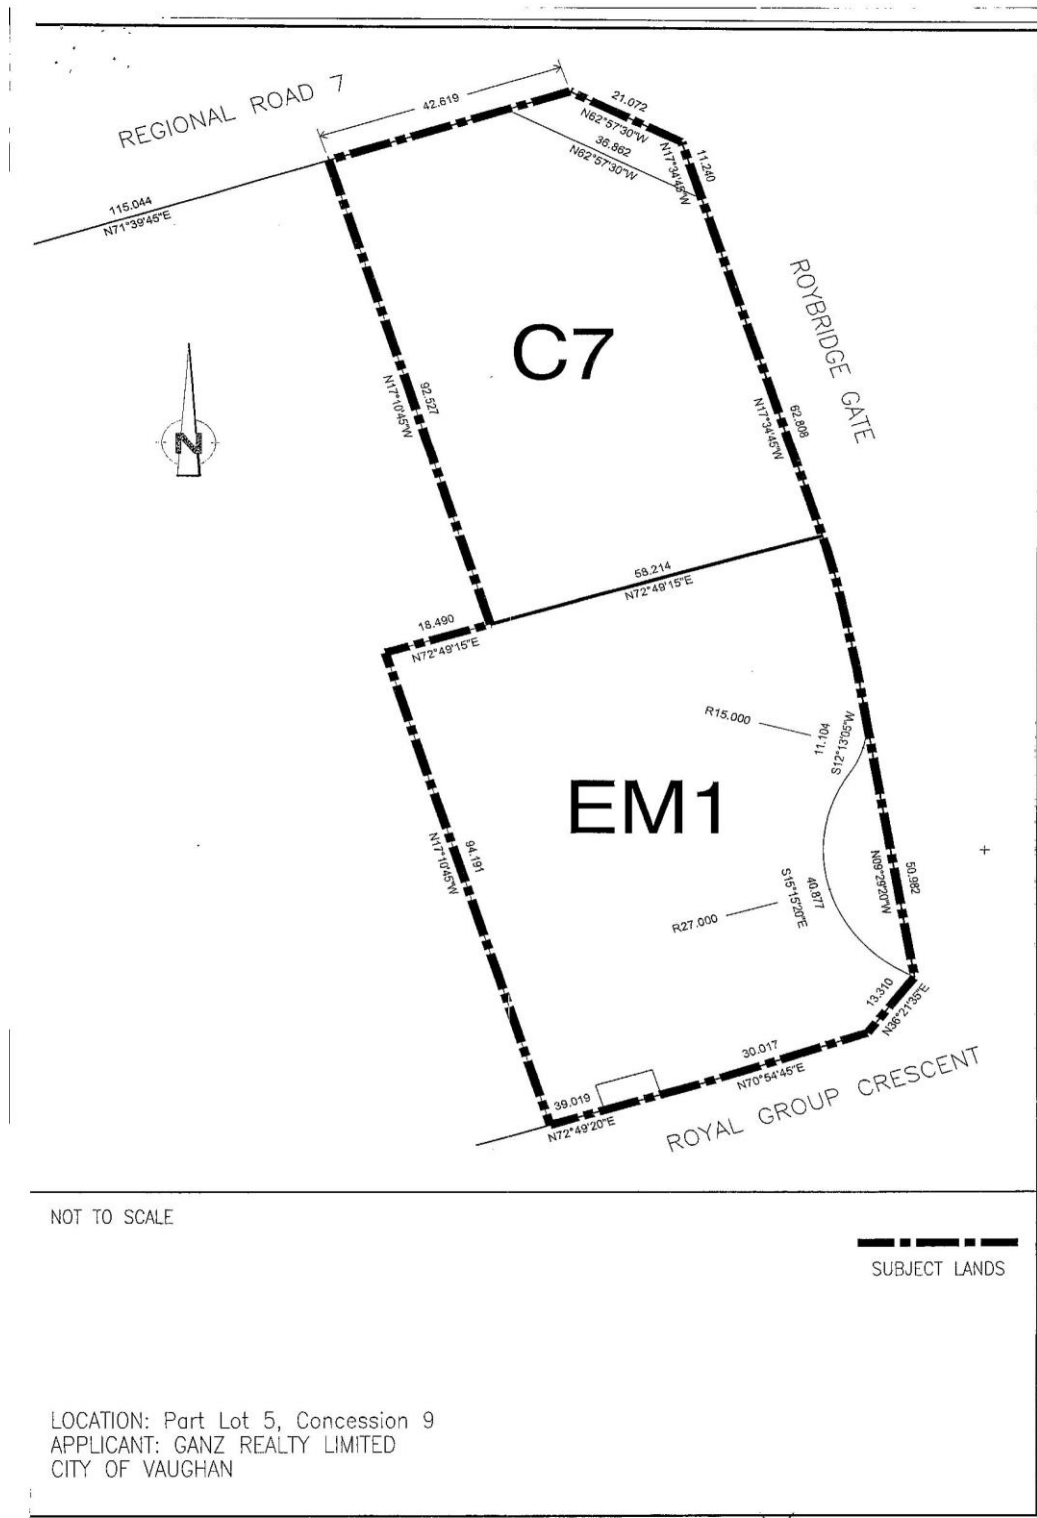 REGIONAL ROAD 7
42.619
21.072
N62°57'30"W
36.862
N62°57'30"W
11.240
N17°34'45"W
115.044
N71°39'45"E
ROYBRIDGE GATE
C7
92.527
N17°10'45"W
62.808
N17°34'45"W
N
58.214
N72°49'15"E
18.490
N72°49'15"E
R15.000
11.104
S12°13'05"W
EM1
94.191
N17°10'45"W
50.982
N09°29'20"W
40.877
S15°15'20"E
R27.000
13.310
N36°21'35"E
30.017
N70°54'45"E
39.019
N72°49'20"E
ROYAL GROUP CRESCENT
NOT TO SCALE
SUBJECT LANDS
LOCATION: Part Lot 5, Concession 9
APPLICANT: GANZ REALTY LIMITED
CITY OF VAUGHAN